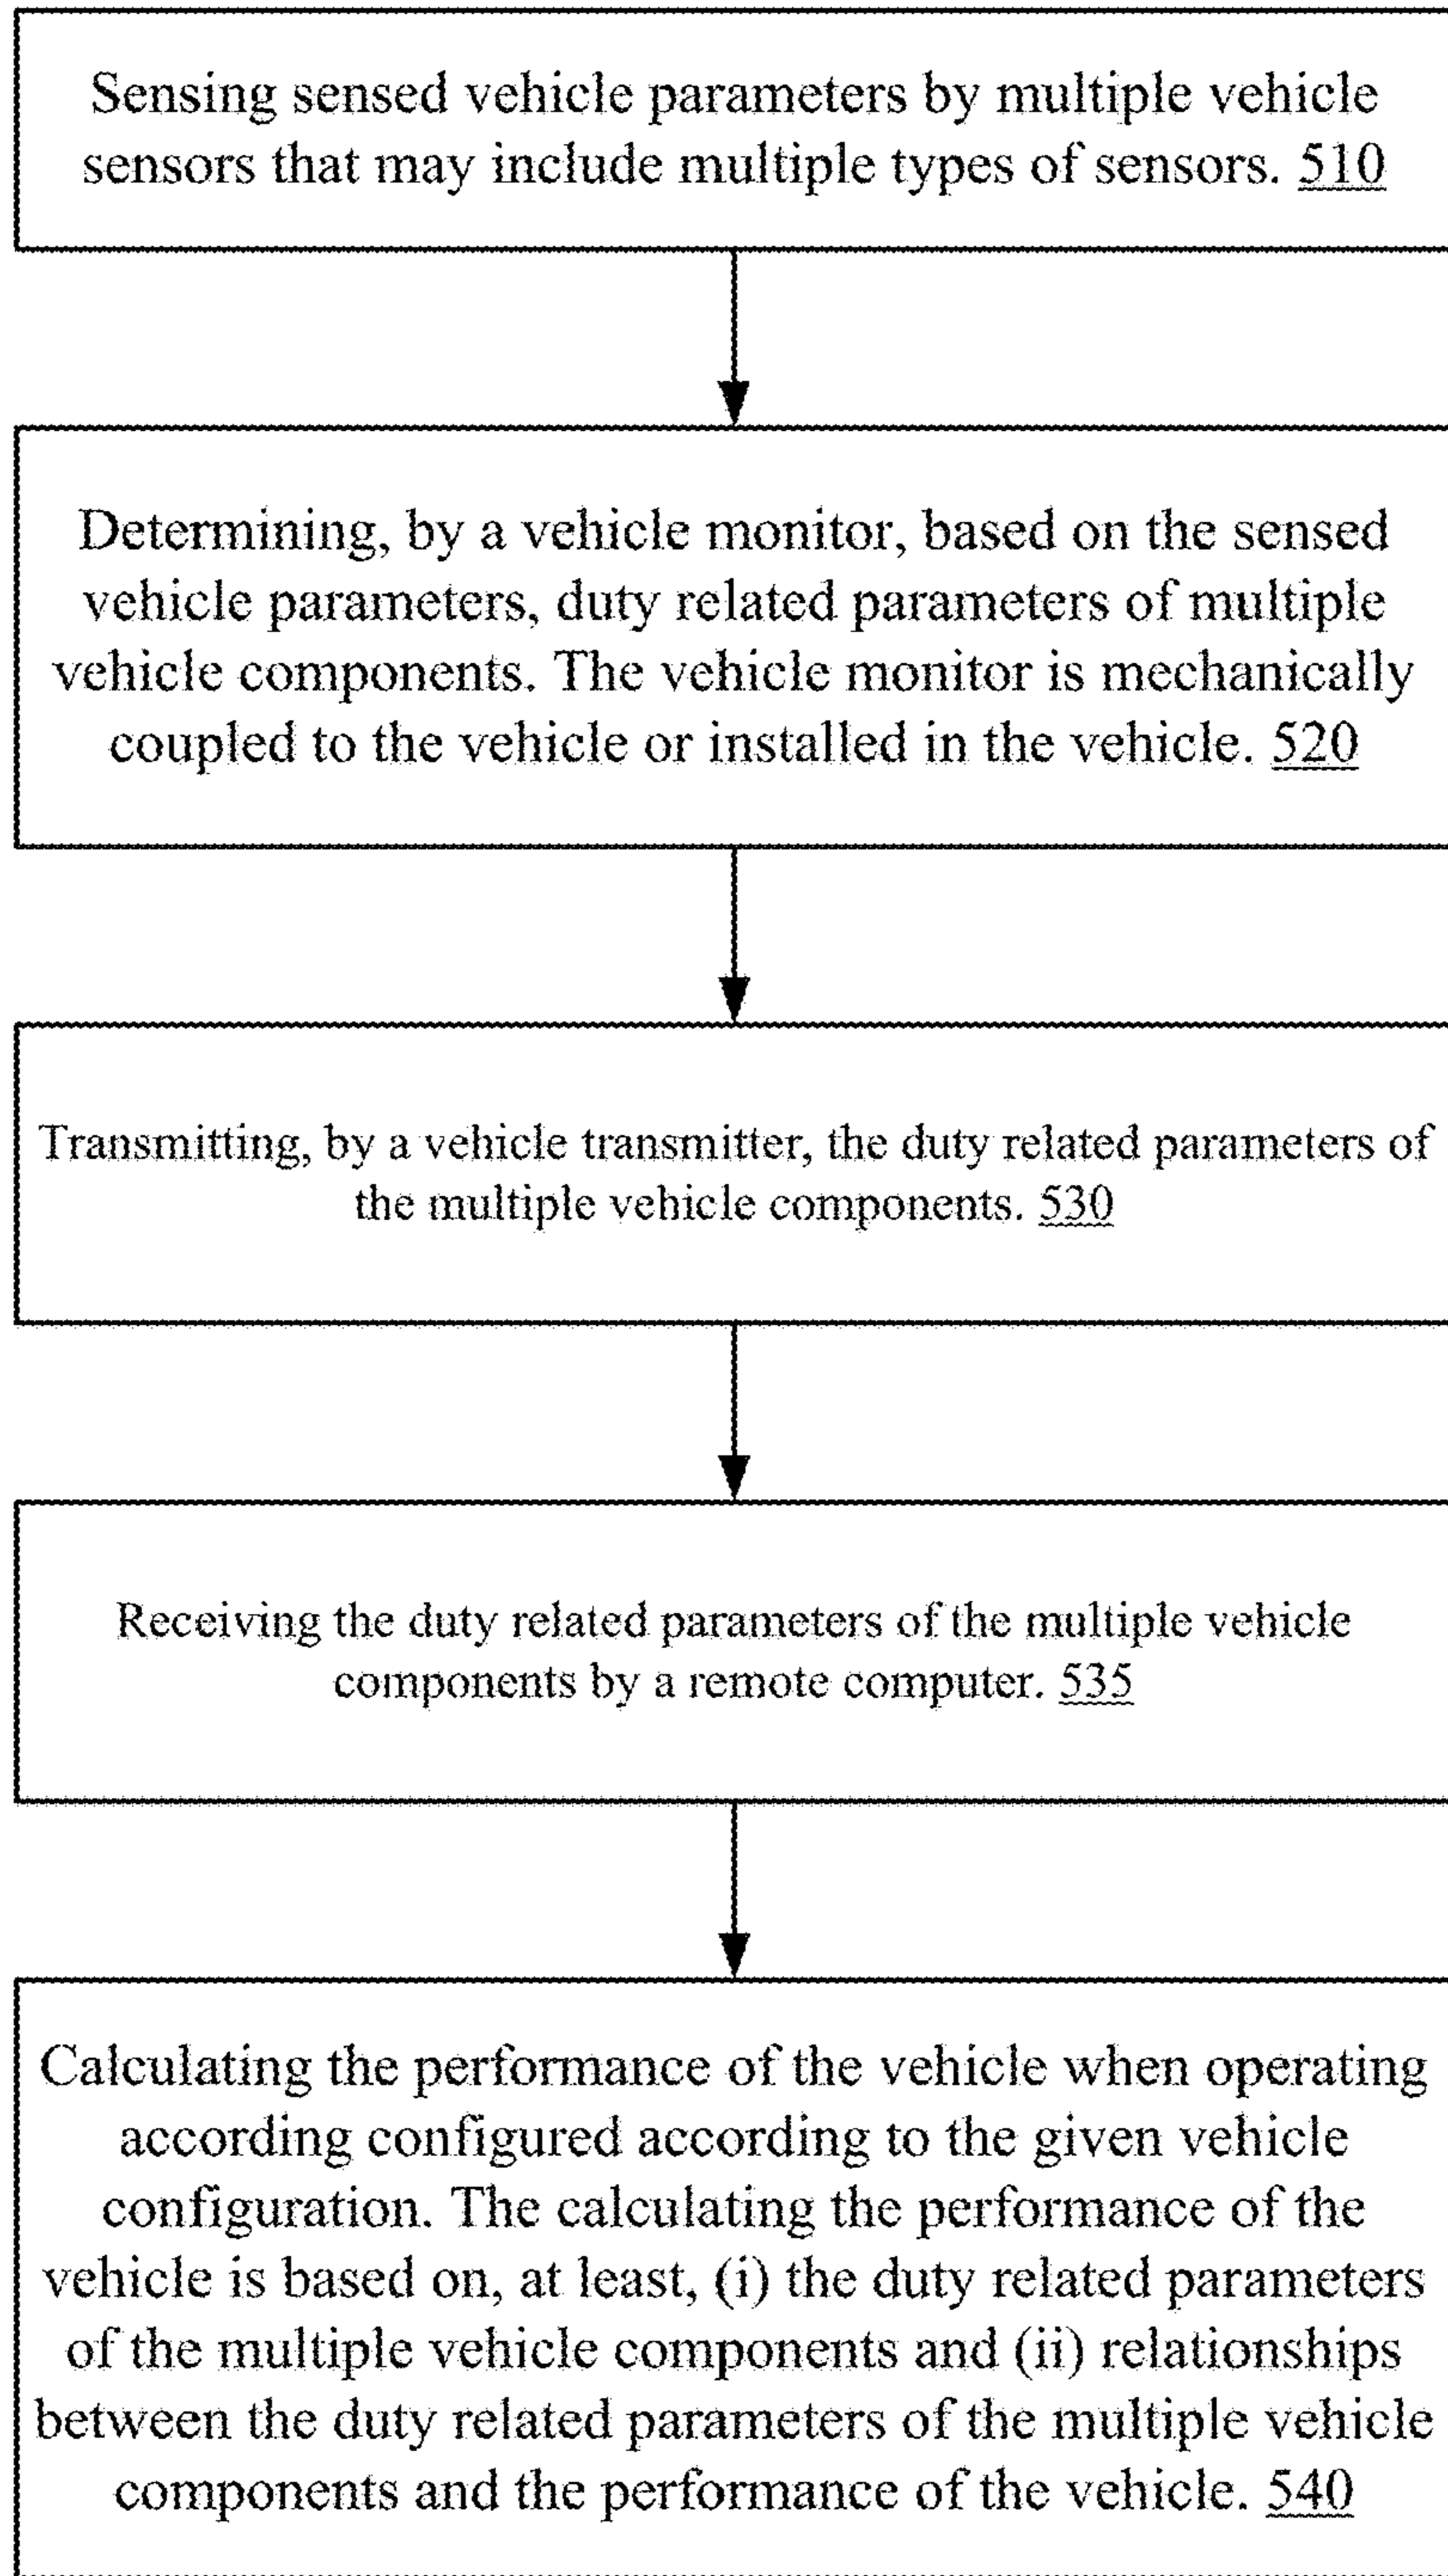 Sensing sensed vehicle parameters by multiple vehicle
sensors that may include multiple types of sensors. 510
Determining, by a vehicle monitor, based on the sensed
vehicle parameters, duty related parameters of multiple
vehicle components. The vehicle monitor is mechanically
coupled to the vehicle or installed in the vehicle. 520
Transmitting, by a vehicle transmitter, the duty related parameters of
the multiple vehicle components. 530
Receiving the duty related parameters of the multiple vehicle
components by a remote computer. 535
Calculating the performance of the vehicle when operating
according configured according to the given vehicle
configuration. The calculating the performance of the
vehicle is based on, at least, (i) the duty related parameters
of the multiple vehicle components and (ii) relationships
between the duty related parameters of the multiple vehicle
components and the performance of the vehicle. 540